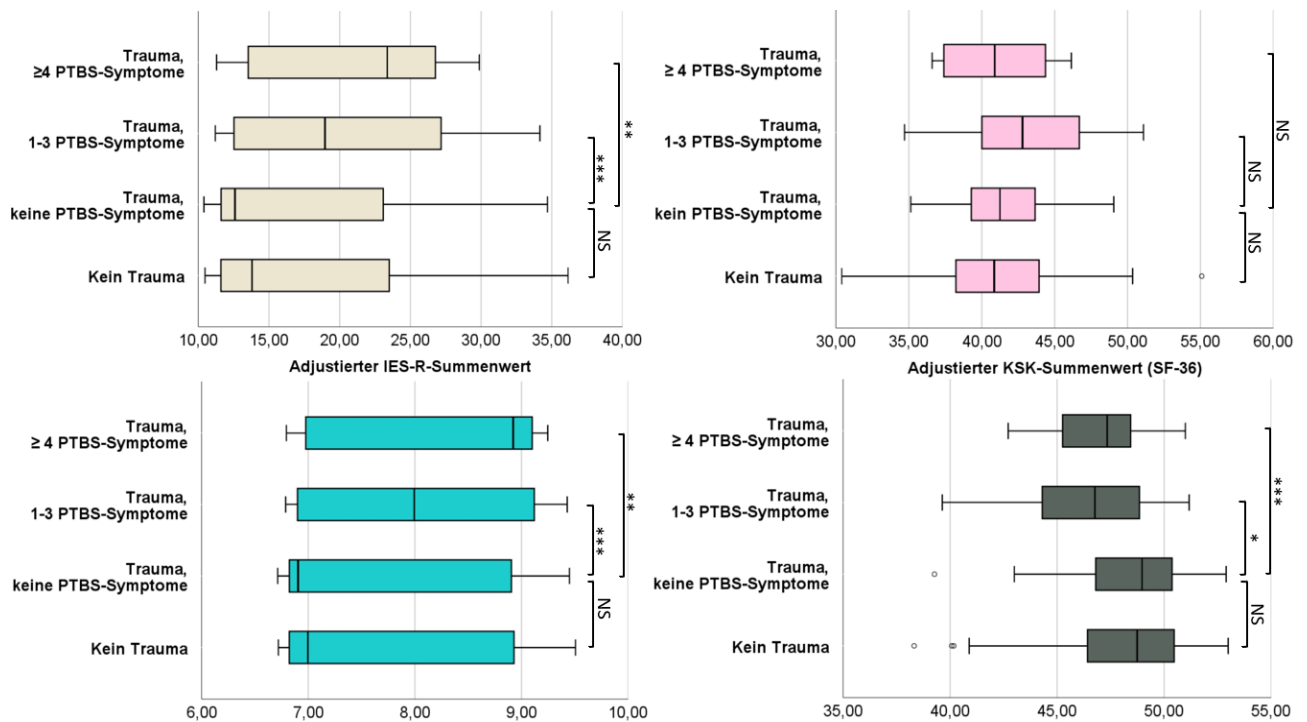 Trauma,
≥4 PTBS-Symptome
Trauma,
1-3 PTBS-Symptome
Trauma,
keine PTBS-Symptome
Kein Trauma
**
***
NS
10,00 15,00 20,00 25,00 30,00 35,00 40,00
Adjustierter IES-R-Summenwert
Trauma,
≥ 4 PTBS-Symptome
Trauma,
1-3 PTBS-Symptome
Trauma,
kein PTBS-Symptome
Kein Trauma
NS
NS
NS
30,00 35,00 40,00 45,00 50,00 55,00 60,00
Adjustierter KSK-Summenwert (SF-36)
Trauma,
≥ 4 PTBS-Symptome
Trauma,
1-3 PTBS-Symptome
Trauma,
keine PTBS-Symptome
Kein Trauma
**
***
NS
6,00 7,00 8,00 9,00 10,00
Trauma,
≥ 4 PTBS-Symptome
Trauma,
1-3 PTBS-Symptome
Trauma,
keine PTBS-Symptome
Kein Trauma
***
*
NS
35,00 40,00 45,00 50,00 55,00